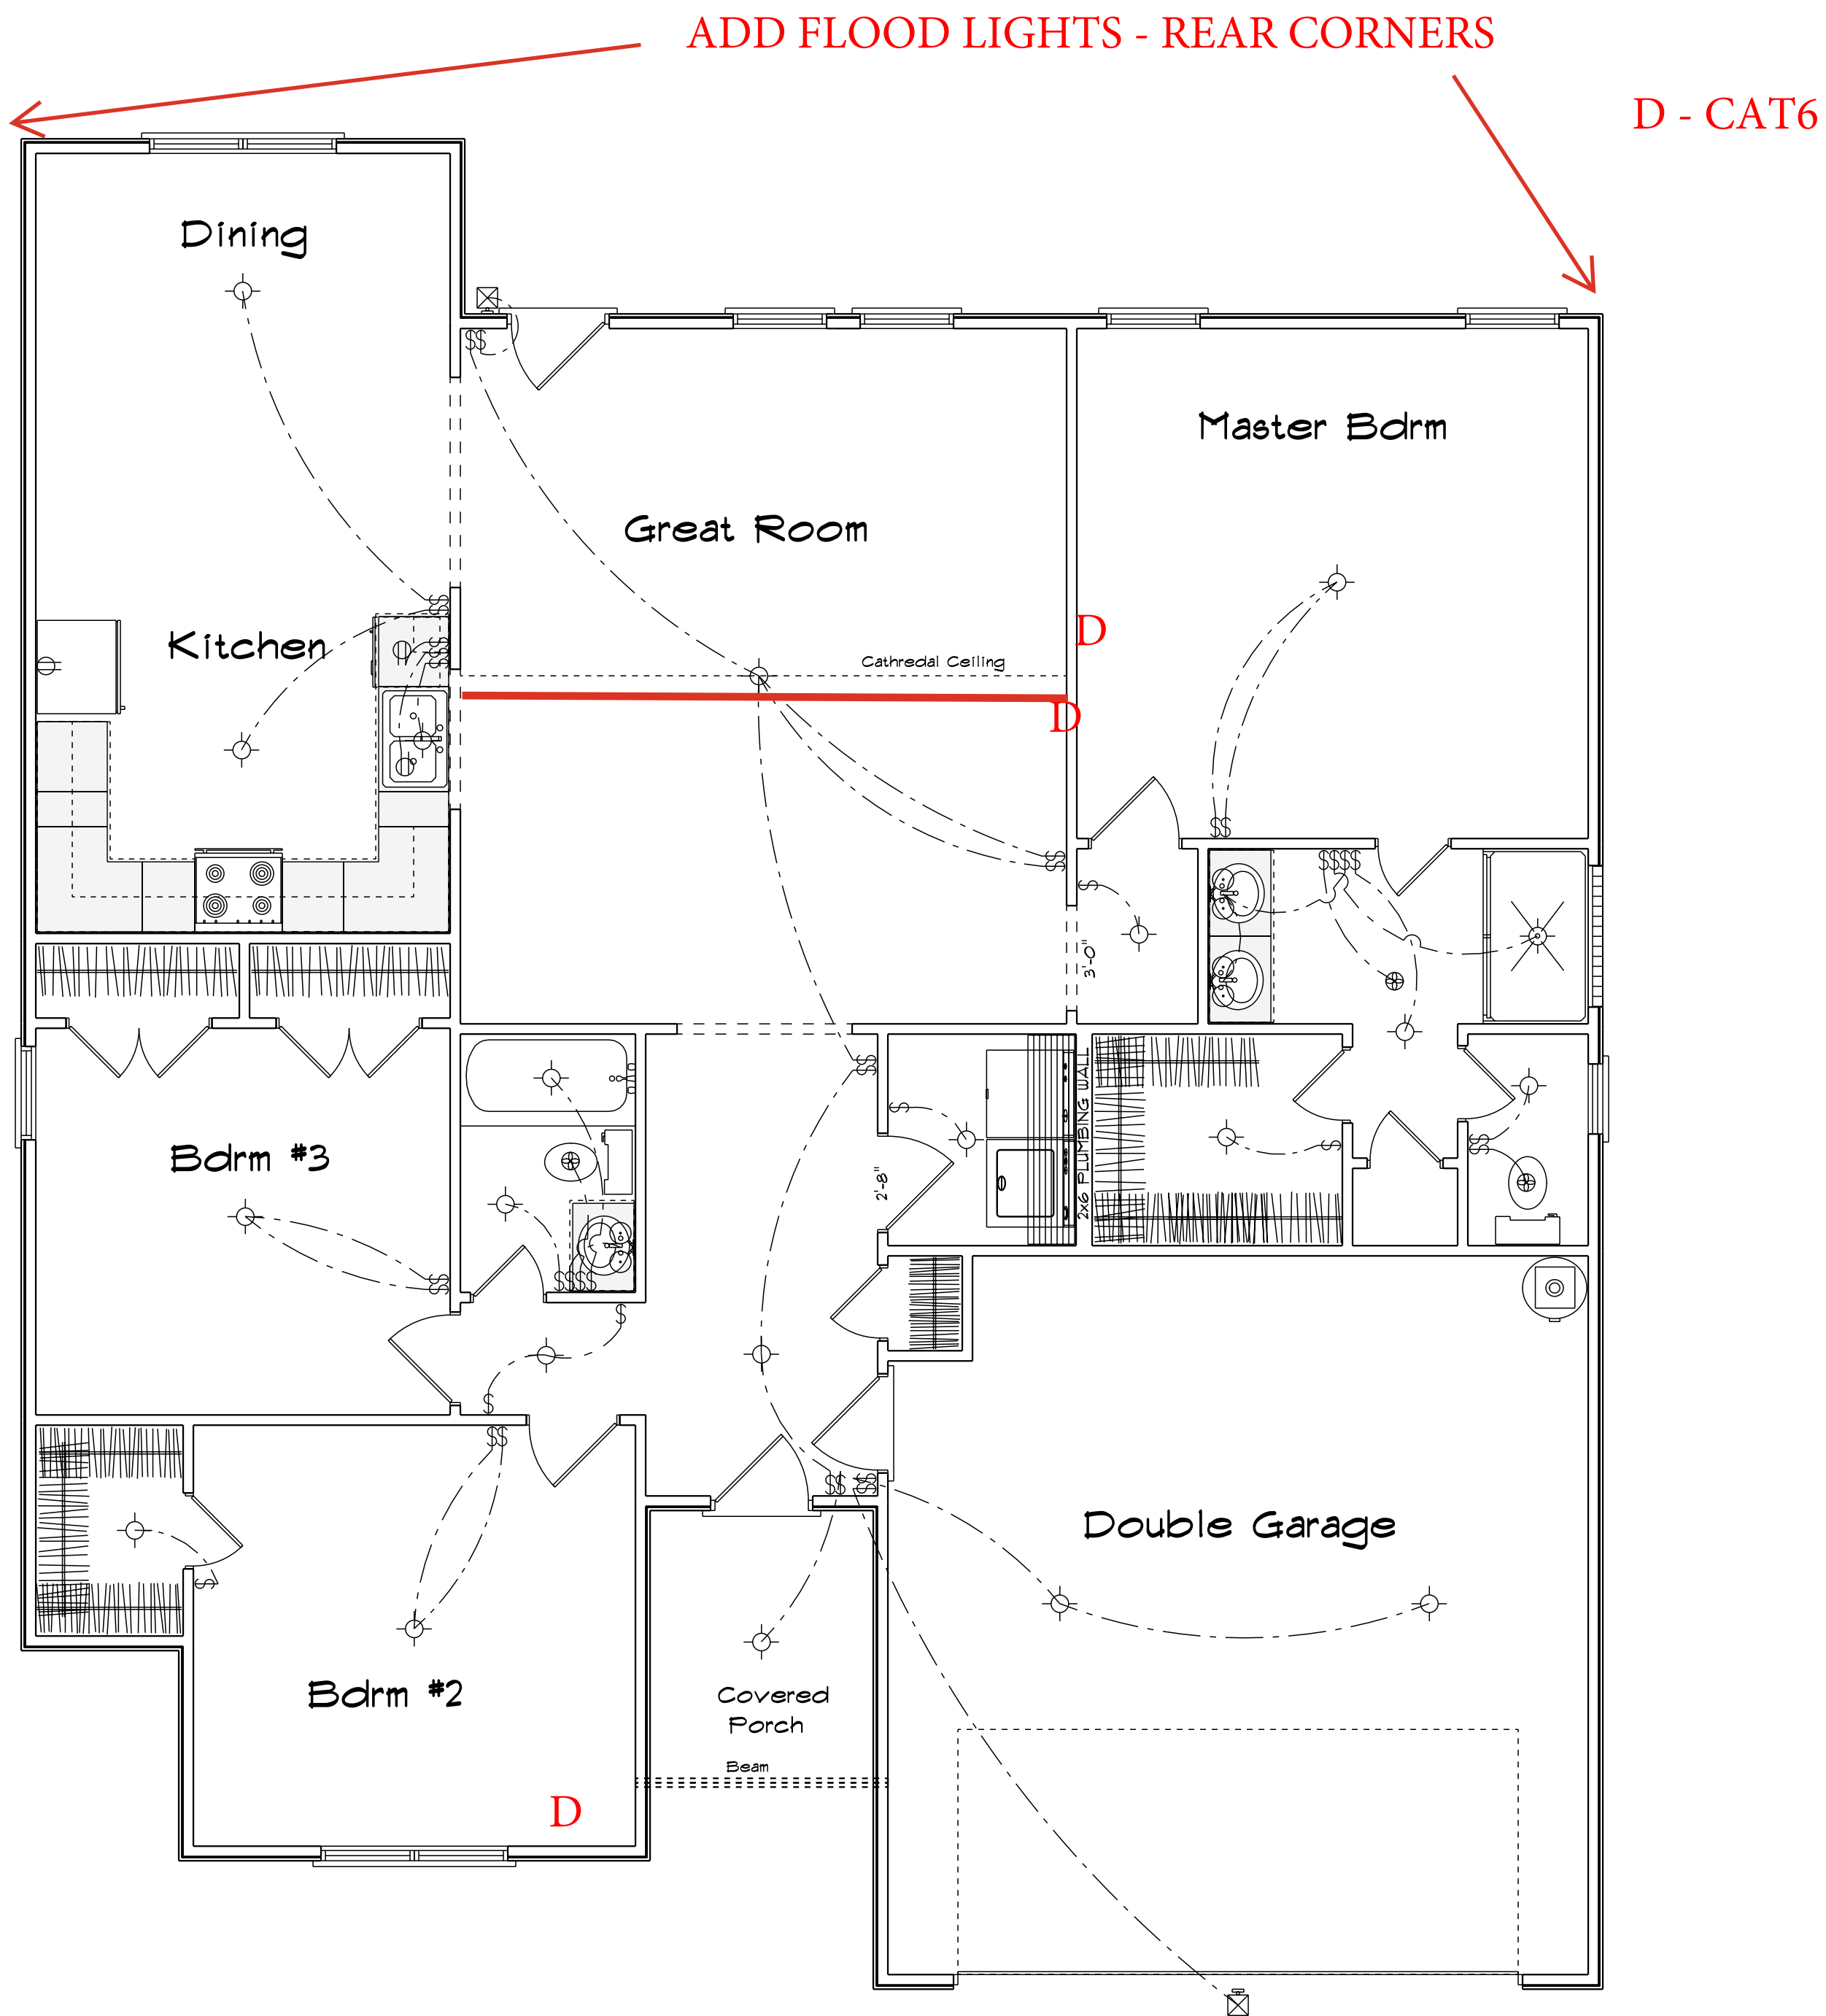 ADD FLOOD LIGHTS - REAR CORNERS
D - CAT6
Dining
Master Bdrm
Great Room
D
Kitchen
Cathredal Ceiling
D
$$
$$
$$
$$
$$
$$
$$$$
$
3'-0"
$$
2x6 PLUMBING WALL
$
$
$$
Bdrm #3
2'-8"
$$
$$$$
$
$
$$
$$
$$
Double Garage
$
Bdrm #2
Covered
Porch
Beam
D